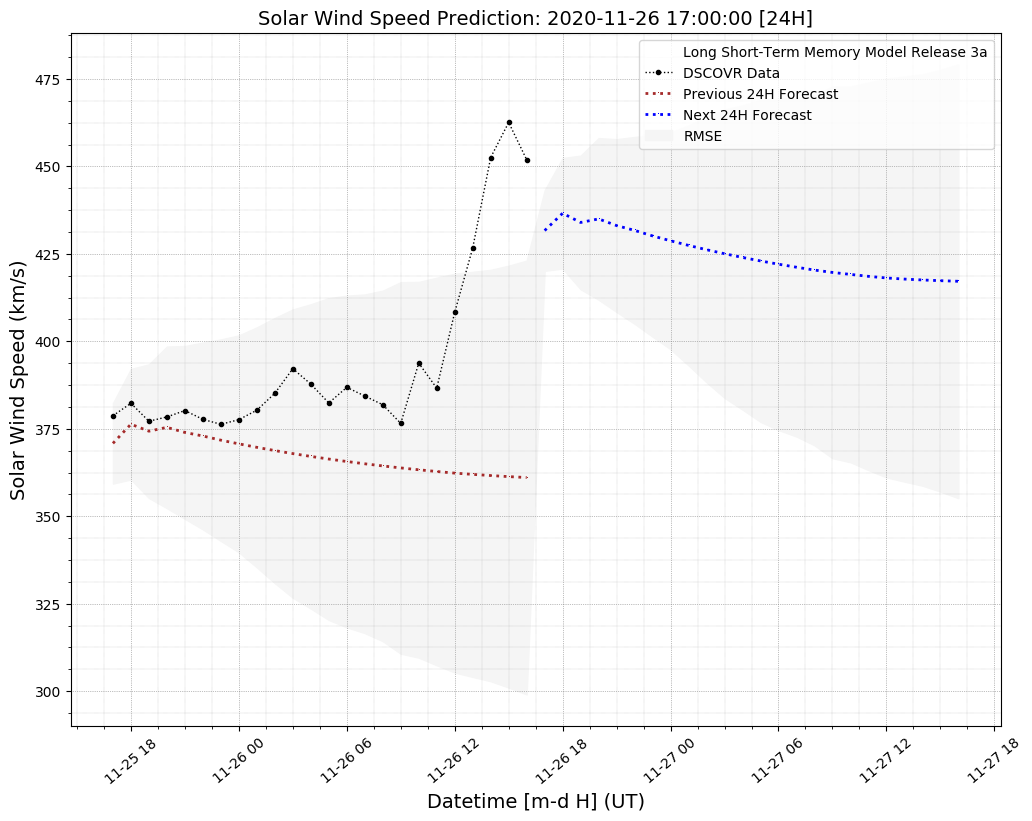 Solar Wind Speed Prediction: 2020-11-26 17:00:00 [24H]
Long Short-Term Memory Model Release 3a
DSCOVR Data
Previous 24H Forecast
Next 24H Forecast
RMSE
Solar Wind Speed (km/s)
475
450
425
400
375
350
325
300
11-25 18
11-26 00
11-26 06
11-26 12
11-26 18
11-27 00
11-27 06
11-27 12
11-27 18
Datetime [m-d H] (UT)